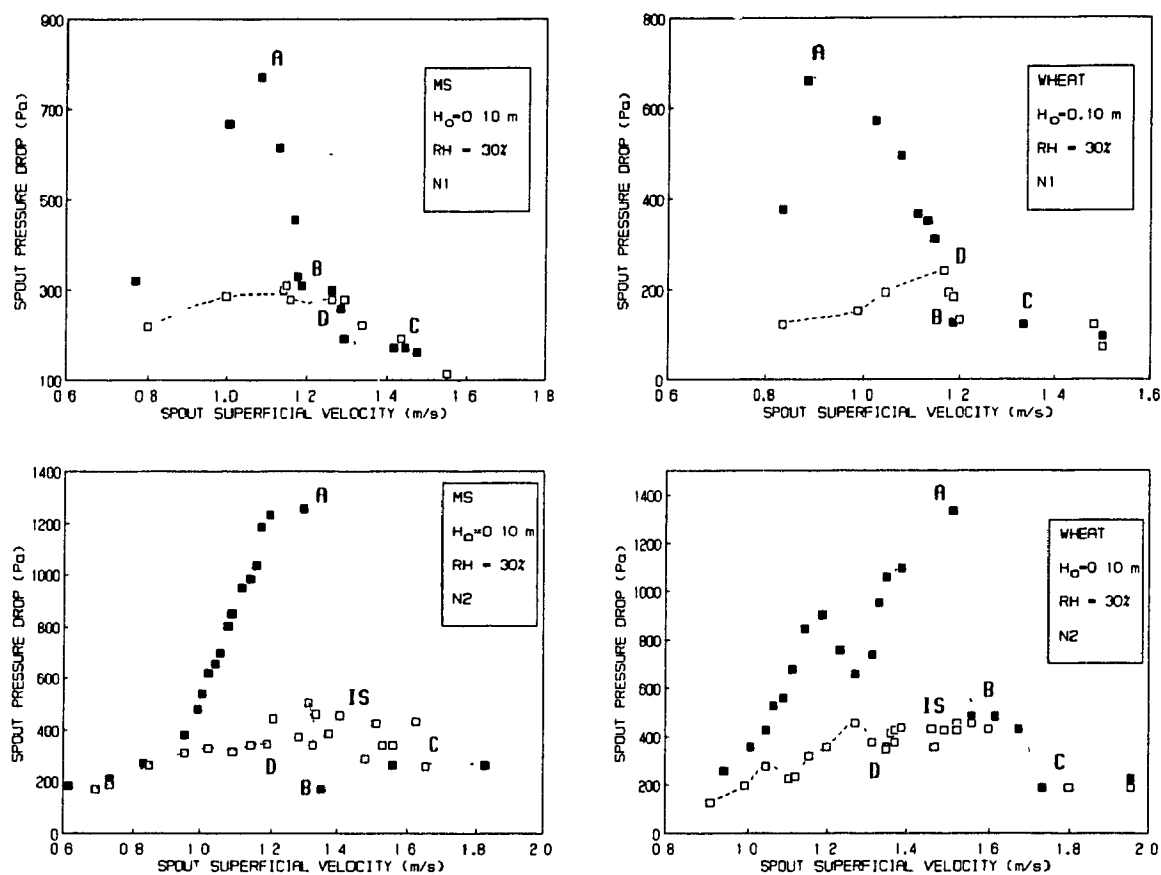 900
700
500
300
100
SPOUT PRESSURE DROP (Pa)
A
B
C
D
MS
H₀=0 10 m
RH = 30%
N1
0 6
0 8
1 0
1 2
1 4
1 6
1 8
SPOUT SUPERFICIAL VELOCITY (m/s)
800
600
400
200
0
SPOUT PRESSURE DROP (Pa)
A
D
B
C
WHEAT
H₀=0.10 m
RH = 30%
N1
0.6
0.8
1 0
1.2
1.4
1.6
SPOUT SUPERFICIAL VELOCITY (m/s)
1400
1200
1000
800
600
400
200
0
SPOUT PRESSURE DROP (Pa)
A
IS
C
D
B
MS
H₀=0 10 m
RH = 30%
N2
0 6
0 8
1 0
1 2
1 4
1 6
1 8
2 0
SPOUT SUPERFICIAL VELOCITY (m/s)
1400
1200
1000
800
600
400
200
0
SPOUT PRESSURE DROP (Pa)
A
IS
B
D
C
WHEAT
H₀=0 10 m
RH = 30%
N2
0 8
1 0
1 2
1 4
1 6
1 8
2.0
SPOUT SUPERFICIAL VELOCITY (m/s)